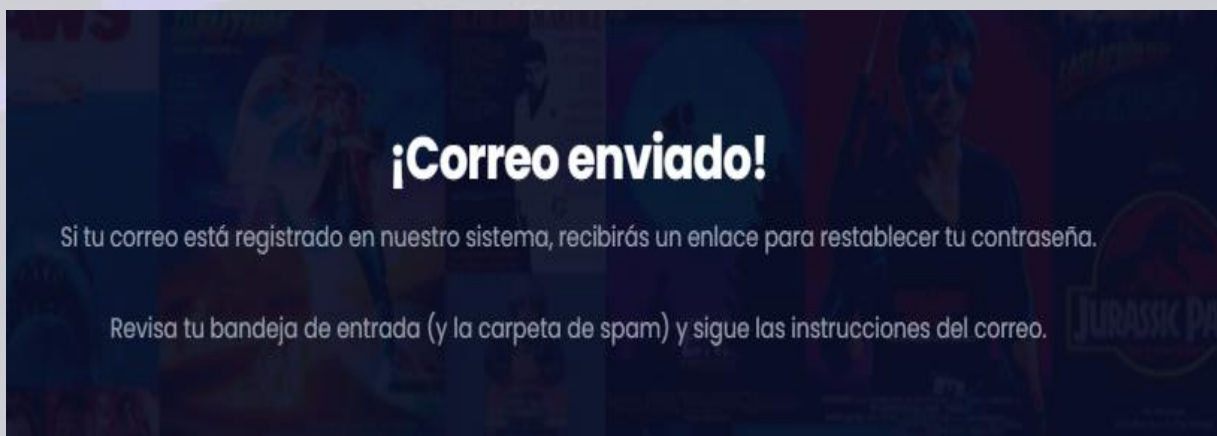 ¡Correo enviado!
Si tu correo está registrado en nuestro sistema, recibirás un enlace para restablecer tu contraseña.
Revisa tu bandeja de entrada (y la carpeta de spam) y sigue las instrucciones del correo.
JURASSIC